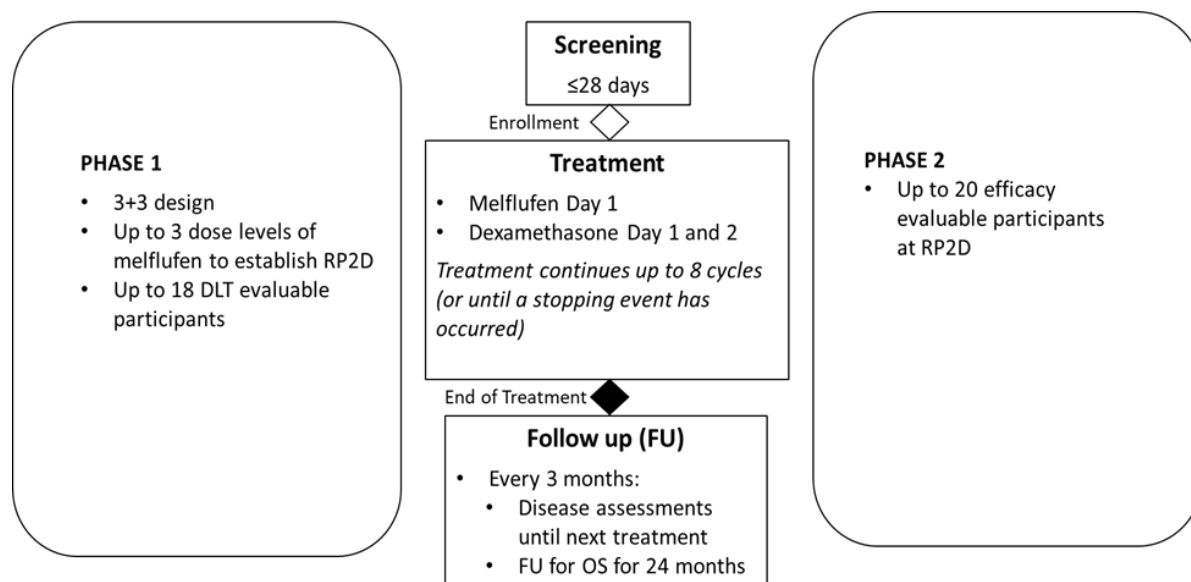 PHASE 1
• 3+3 design
• Up to 3 dose levels of
melflufen to establish RP2D
• Up to 18 DLT evaluable
participants
Screening
≤28 days
Enrollment
Treatment
• Melflufen Day 1
• Dexamethasone Day 1 and 2
Treatment continues up to 8 cycles
(or until a stopping event has
occurred)
End of Treatment
Follow up (FU)
• Every 3 months:
• Disease assessments
until next treatment
• FU for OS for 24 months
PHASE 2
• Up to 20 efficacy
evaluable participants
at RP2D